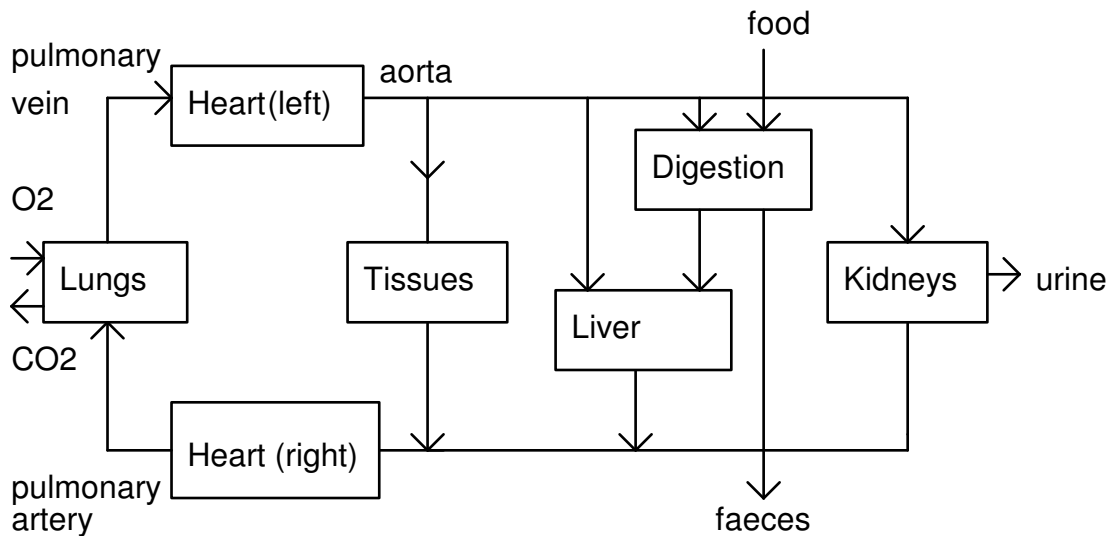 food
pulmonary
vein
Heart(left)
aorta
Digestion
O2
Lungs
Tissues
Kidneys
urine
Liver
CO2
Heart (right)
pulmonary
artery
faeces